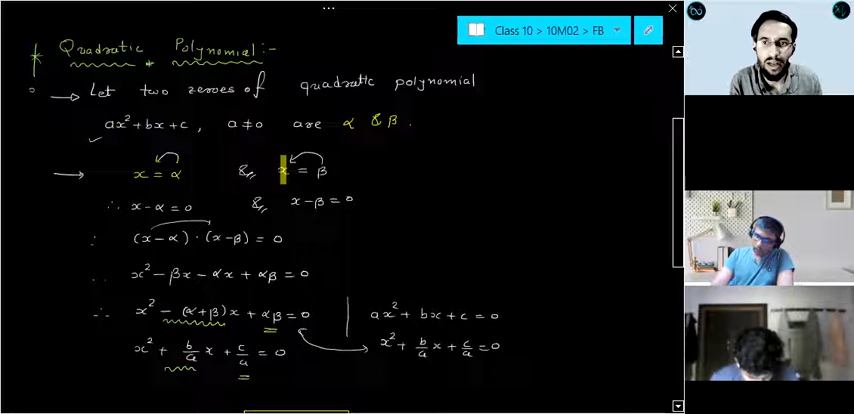 Class 10 > 10M02 > FB
* Quadratic Polynomial :-
→ Let two zeroes of quadratic polynomial
ax² + bx + c, a ≠ 0 are α & β.
→ x = α & x = β
∴ x - α = 0 & x - β = 0
∴ (x - α) · (x - β) = 0
∴ x² - βx - αx + αβ = 0
∴ x² - (α + β)x + αβ = 0
ax² + bx + c = 0
x² + b/a x + c/a = 0
x² + b/a x + c/a = 0